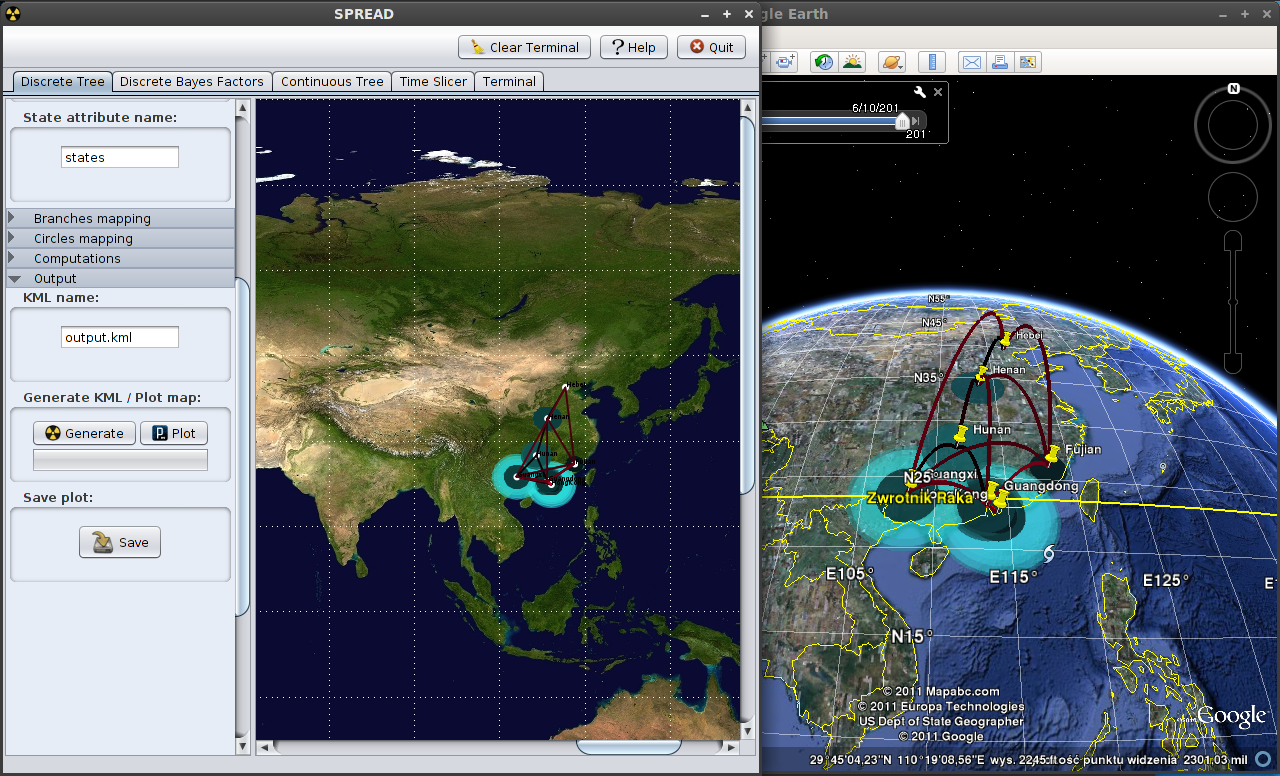 SPREAD
Clear Terminal
Help
Quit
Discrete Tree
Discrete Bayes Factors
Continuous Tree
Time Slicer
Terminal
State attribute name:
states
Branches mapping
Circles mapping
Computations
Output
KML name:
output.kml
Generate KML / Plot map:
Generate
Plot
Save plot:
Save
Hebei
Henan
Hunan
gle Earth
6/10/201
201
N
N55°
N45°
Hebei
N35°
Henan
Hunan
Fujian
N25°
uangxi
Guangdong
Zwrotnik Raka
E105°
E115°
E125°
E
N15°
© 2011 Mapabc.com
© 2011 Europa Technologies
US Dept of State Geographer
© 2011 Google
Google
29°45'04,23"N 110°19'08,56"E wys. 2245
punktu widzenia 2301,03 mil